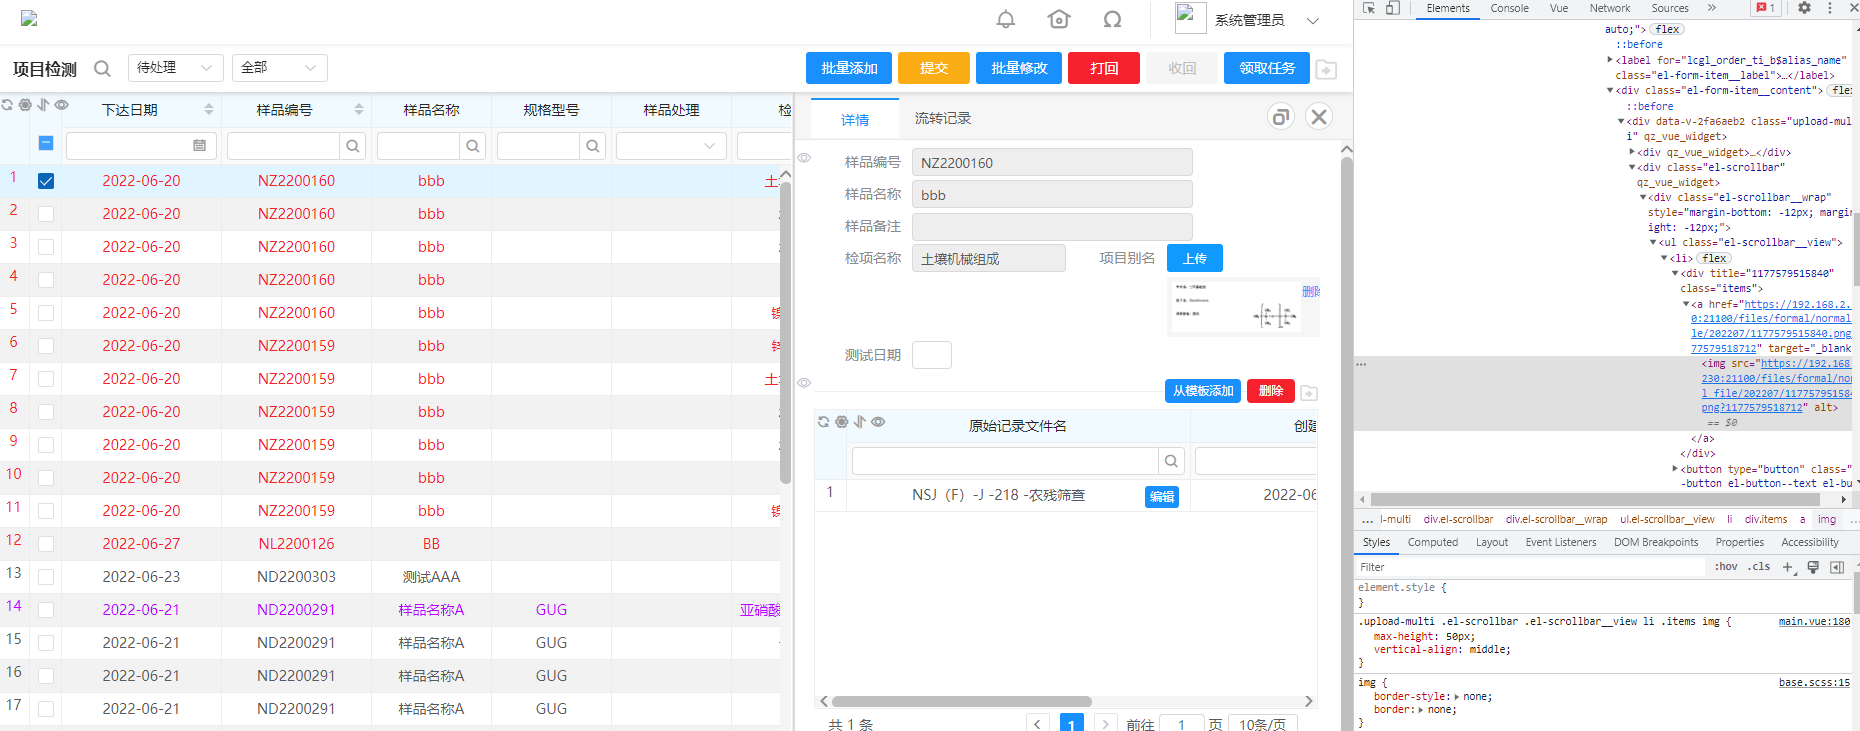 系统管理员
项目检测 待处理 全部 批量添加 提交 批量修改 打回 收回 领取任务
下达日期 样品编号 样品名称 规格型号 样品处理
1 2022-06-20 NZ2200160 bbb
2 2022-06-20 NZ2200160 bbb
3 2022-06-20 NZ2200160 bbb
4 2022-06-20 NZ2200160 bbb
5 2022-06-20 NZ2200160 bbb
6 2022-06-20 NZ2200159 bbb
7 2022-06-20 NZ2200159 bbb
8 2022-06-20 NZ2200159 bbb
9 2022-06-20 NZ2200159 bbb
10 2022-06-20 NZ2200159 bbb
11 2022-06-20 NZ2200159 bbb
12 2022-06-27 NL2200126 BB
13 2022-06-23 ND2200303 测试AAA
14 2022-06-21 ND2200291 样品名称A GUG 亚硝酸
15 2022-06-21 ND2200291 样品名称A GUG
16 2022-06-21 ND2200291 样品名称A GUG
17 2022-06-21 ND2200291 样品名称A GUG
详情 流转记录
样品编号 NZ2200160
样品名称 bbb
样品备注
检项名称 土壤机械组成 项目别名 上传
删除
测试日期
从模板添加 删除
原始记录文件名 创建
1 NSJ（F）-J -218 -农残筛查 编辑 2022-06
共 1 条 1 前往 1 页 10条/页
Elements Console Vue Network Sources » 1
auto;"> flex
::before
<label for="lcgl_order_ti_b$alias_name"
class="el-form-item__label">…</label>
<div class="el-form-item__content"> fle
::before
<div data-v-2fa6aeb2 class="upload-mul
i" qz_vue_widget>
<div qz_vue_widget>…</div>
<div class="el-scrollbar"
qz_vue_widget>
<div class="el-scrollbar__wrap"
style="margin-bottom: -12px; margin
ight: -12px;">
<ul class="el-scrollbar__view">
<li> flex
<div title="1177579515840"
class="items">
<a href="https://192.168.2.
0:21100/files/formal/normal
le/202207/1177579515840.png
77579518712" target="_blank
<img src="https://192.168
230:21100/files/formal/no
l_file/202207/117757951584
png?1177579518712" alt>
== $0
</a>
</div>
<button type="button" class="
-button el-button--text el-bu
… l-multi div.el-scrollbar div.el-scrollbar__wrap ul.el-scrollbar__view li div.items a img …
Styles Computed Layout Event Listeners DOM Breakpoints Properties Accessibility
Filter :hov .cls +
element.style {
}
.upload-multi .el-scrollbar .el-scrollbar__view li .items img { main.vue:180
max-height: 50px;
vertical-align: middle;
}
img { base.scss:15
border-style: none;
border: none;
}